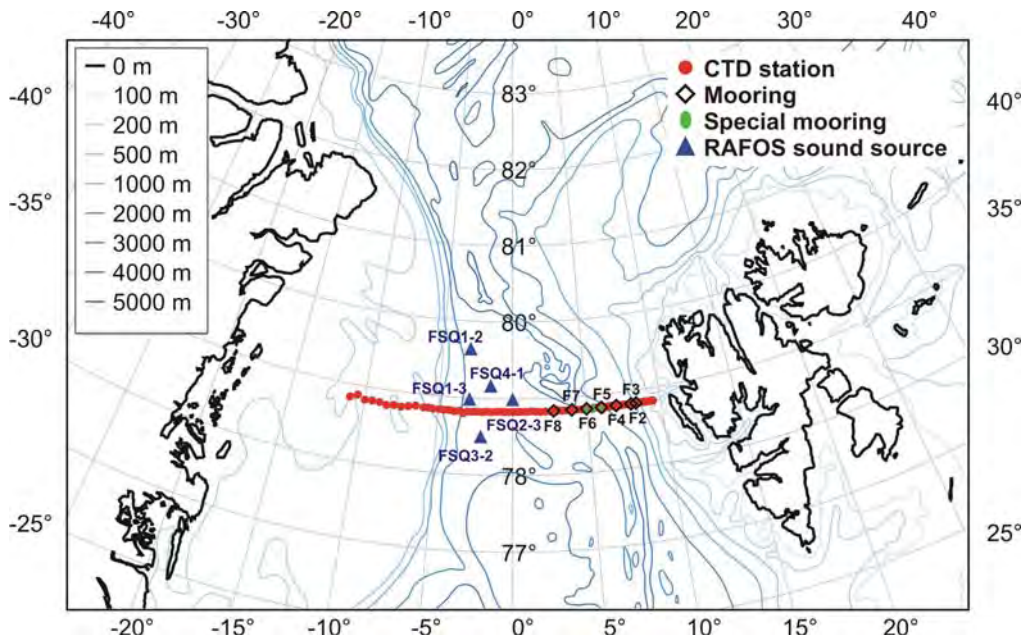 -30° -20° -10° -5° 0° 5° 10° 20° 30° 40°
0 m
100 m
200 m
500 m
1000 m
2000 m
3000 m
4000 m
5000 m
CTD station
Mooring
Special mooring
RAFOS sound source
-40°
-35°
-30°
-25°
40°
35°
30°
25°
83°
82°
81°
80°
78°
77°
FSQ1-2
FSQ4-1
FSQ1-3
FSQ2-3
FSQ3-2
F7 F5 F3
F8 F6 F4 F2
-20° -15° -10° -5° 0° 5° 10° 15° 20°